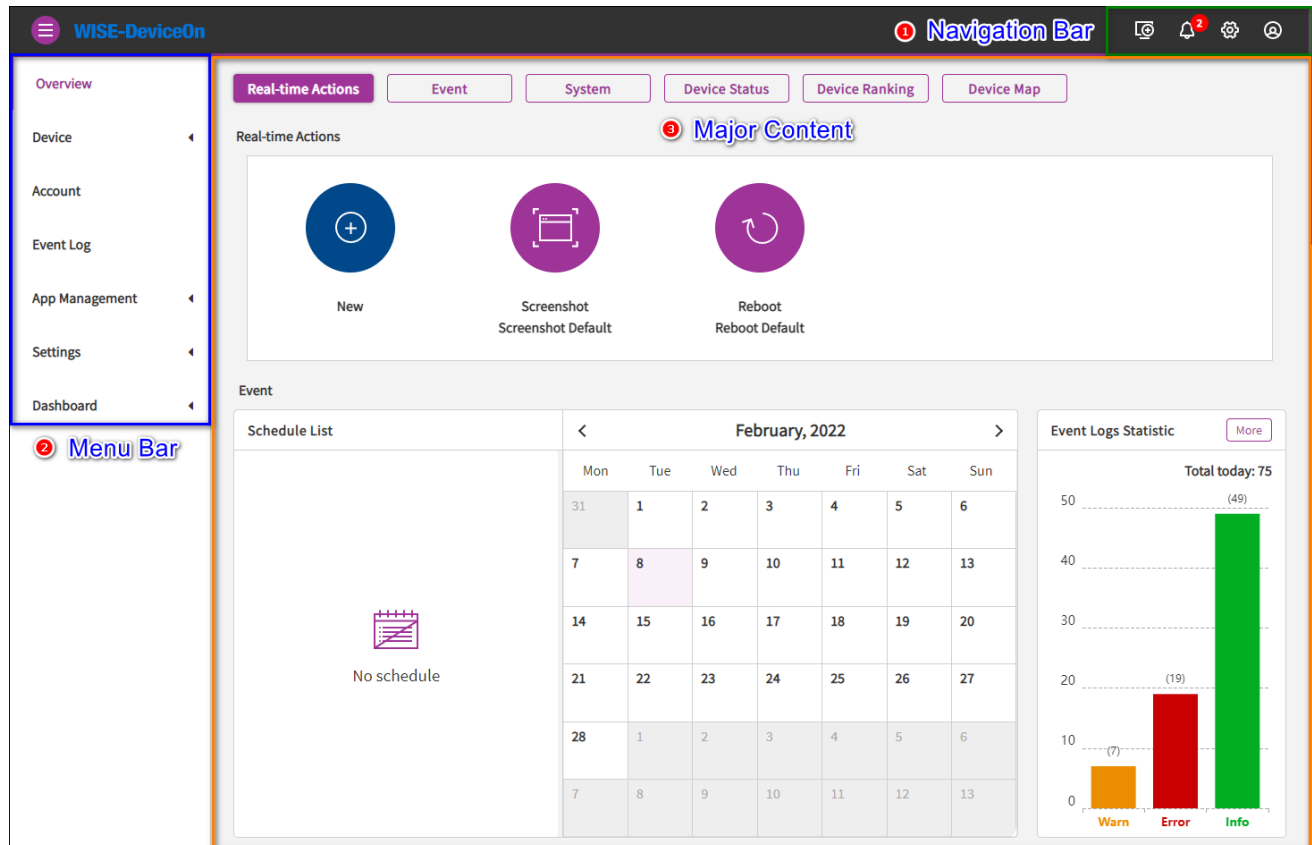 WISE-DeviceOn
1 Navigation Bar
2
Overview
Device
Account
Event Log
App Management
Settings
Dashboard
2 Menu Bar
Real-time Actions Event System Device Status Device Ranking Device Map
3 Major Content
Real-time Actions
New Screenshot Reboot
Screenshot Default Reboot Default
Event
Schedule List
No schedule
February, 2022
Mon Tue Wed Thu Fri Sat Sun
31 1 2 3 4 5 6
7 8 9 10 11 12 13
14 15 16 17 18 19 20
21 22 23 24 25 26 27
28 1 2 3 4 5 6
7 8 9 10 11 12 13
Event Logs Statistic More
Total today: 75
50 (49)
40
30
20 (19)
10 (7)
0
Warn Error Info